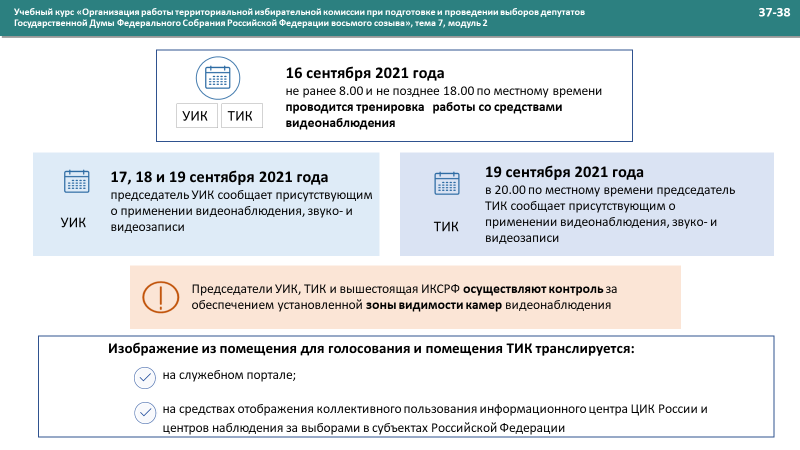 Учебный курс «Организация работы территориальной избирательной комиссии при подготовке и проведении выборов депутатов
Государственной Думы Федерального Собрания Российской Федерации восьмого созыва», тема 7, модуль 2
37-38
16 сентября 2021 года
не ранее 8.00 и не позднее 18.00 по местному времени
проводится тренировка работы со средствами
видеонаблюдения
УИК
ТИК
17, 18 и 19 сентября 2021 года
председатель УИК сообщает присутствующим
о применении видеонаблюдения, звуко- и
видеозаписи
УИК
19 сентября 2021 года
в 20.00 по местному времени председатель
ТИК сообщает присутствующим о
применении видеонаблюдения, звуко- и
видеозаписи
ТИК
Председатели УИК, ТИК и вышестоящая ИКСРФ осуществляют контроль за
обеспечением установленной зоны видимости камер видеонаблюдения
Изображение из помещения для голосования и помещения ТИК транслируется:
на служебном портале;
на средствах отображения коллективного пользования информационного центра ЦИК России и
центров наблюдения за выборами в субъектах Российской Федерации